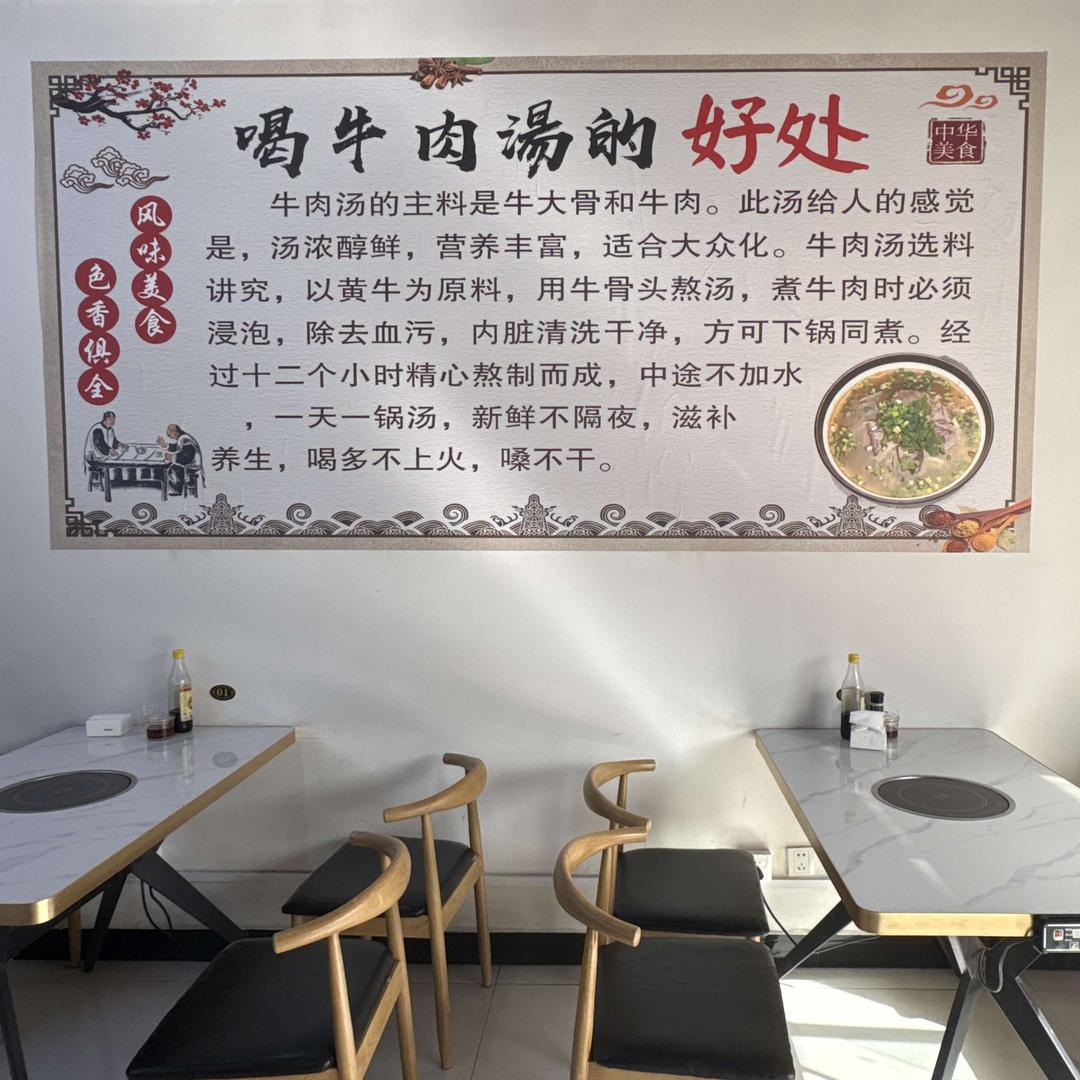 喝牛肉湯的好处
中华
美食
风味美食
色香俱全
牛肉汤的主料是牛大骨和牛肉。此汤给人的感觉
是，汤浓醇鲜，营养丰富，适合大众化。牛肉汤选料
讲究，以黄牛为原料，用牛骨头熬汤，煮牛肉时必须
浸泡，除去血污，内脏清洗干净，方可下锅同煮。经
过十二个小时精心熬制而成，中途不加水
，一天一锅汤，新鲜不隔夜，滋补
养生，喝多不上火，嗓不干。
01